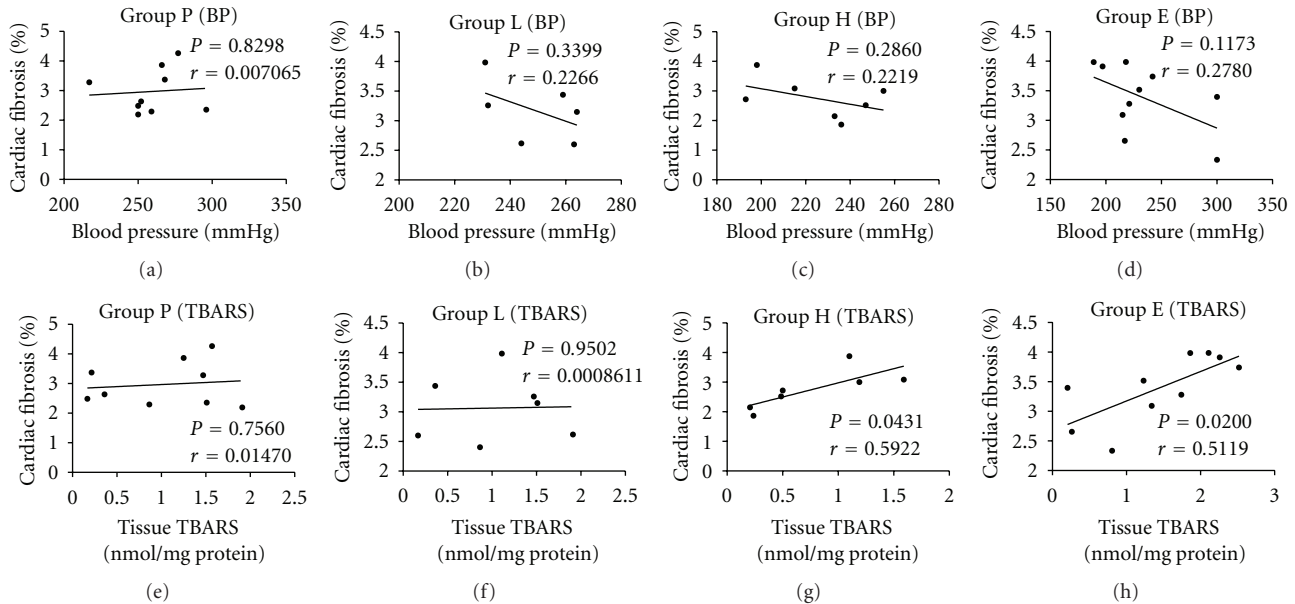 Group P (BP)
P = 0.8298
r = 0.007065
Cardiac fibrosis (%)
5
4
3
2
1
0
200 250 300 350
Blood pressure (mmHg)
(a)
Group L (BP)
P = 0.3399
r = 0.2266
Cardiac fibrosis (%)
4.5
4
3.5
3
2.5
2
200 220 240 260 280
Blood pressure (mmHg)
(b)
Group H (BP)
P = 0.2860
r = 0.2219
Cardiac fibrosis (%)
5
4
3
2
1
0
180 200 220 240 260 280
Blood pressure (mmHg)
(c)
Group E (BP)
P = 0.1173
r = 0.2780
Cardiac fibrosis (%)
4.5
4
3.5
3
2.5
2
150 200 250 300 350
Blood pressure (mmHg)
(d)
Group P (TBARS)
P = 0.7560
r = 0.01470
Cardiac fibrosis (%)
5
4
3
2
1
0
0 0.5 1 1.5 2 2.5
Tissue TBARS
(nmol/mg protein)
(e)
Group L (TBARS)
P = 0.9502
r = 0.0008611
Cardiac fibrosis (%)
4.5
4
3.5
3
2.5
2
0 0.5 1 1.5 2 2.5
Tissue TBARS
(nmol/mg protein)
(f)
Group H (TBARS)
P = 0.0431
r = 0.5922
Cardiac fibrosis (%)
5
4
3
2
1
0
0 0.5 1 1.5 2
Tissue TBARS
(nmol/mg protein)
(g)
Group E (TBARS)
P = 0.0200
r = 0.5119
Cardiac fibrosis (%)
4.5
4
3.5
3
2.5
2
0 1 2 3
Tissue TBARS
(nmol/mg protein)
(h)